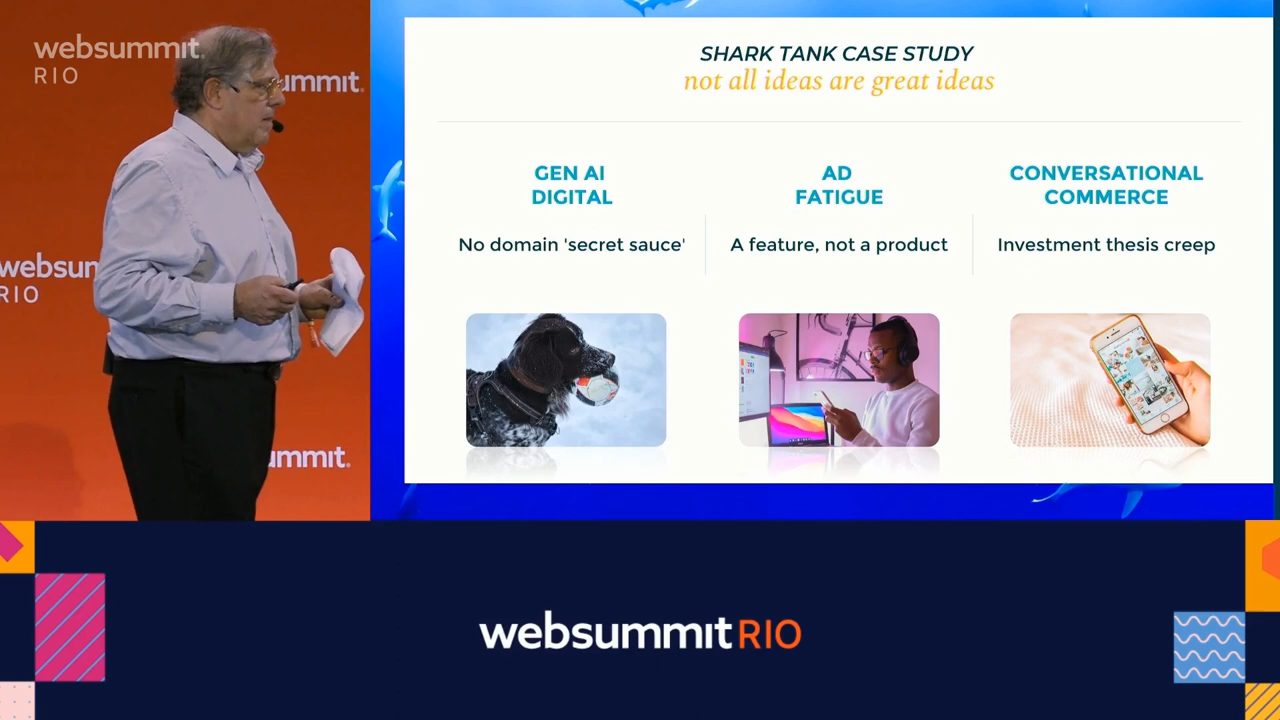 websummit
RIO
ummit.
websun
RIO
ummit.
SHARK TANK CASE STUDY
not all ideas are great ideas
GEN AI
DIGITAL
No domain 'secret sauce'
AD
FATIGUE
A feature, not a product
CONVERSATIONAL
COMMERCE
Investment thesis creep
websummit RIO